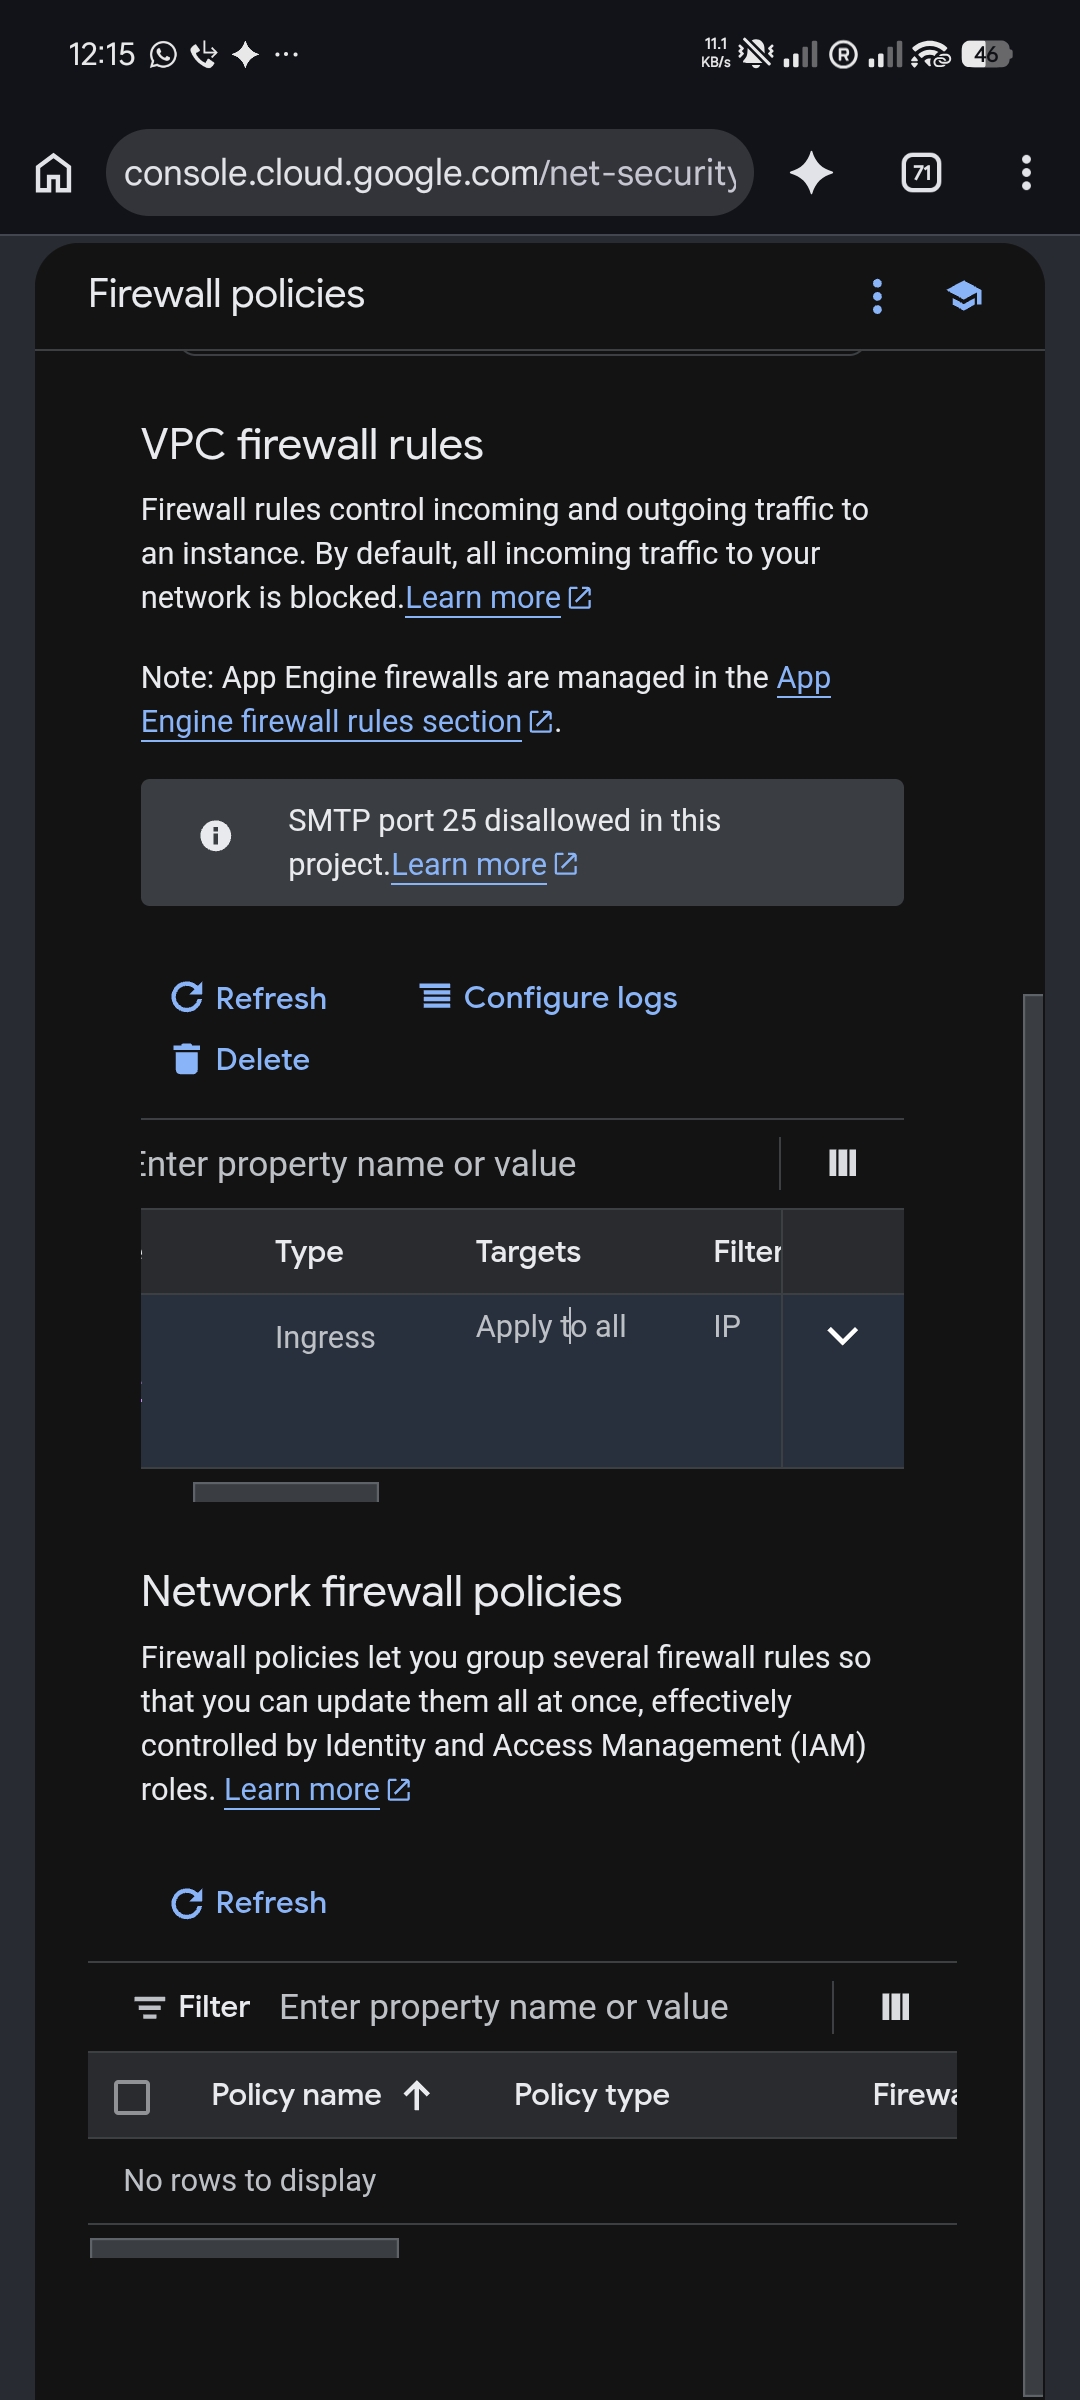 12:15
11.1
KB/s
46
console.cloud.google.com/net-security
71
Firewall policies
VPC firewall rules
Firewall rules control incoming and outgoing traffic to
an instance. By default, all incoming traffic to your
network is blocked.Learn more
Note: App Engine firewalls are managed in the App
Engine firewall rules section.
SMTP port 25 disallowed in this
project.Learn more
Refresh
Configure logs
Delete
Enter property name or value
Type Targets Filter
Ingress Apply to all IP
Network firewall policies
Firewall policies let you group several firewall rules so
that you can update them all at once, effectively
controlled by Identity and Access Management (IAM)
roles. Learn more
Refresh
Filter Enter property name or value
Policy name Policy type Firewa
No rows to display